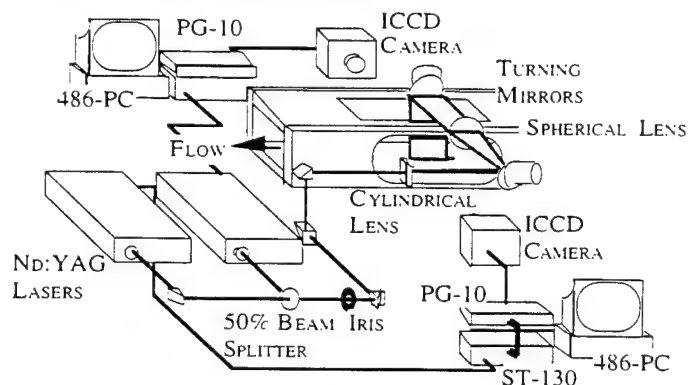 PG-10
ICCD
CAMERA
TURNING
MIRRORS
486-PC
SPHERICAL LENS
FLOW
CYLINDRICAL
LENS
ICCD
CAMERA
ND:YAG
LASERS
PG-10
50% BEAM
SPLITTER
IRIS
486-PC
ST-130